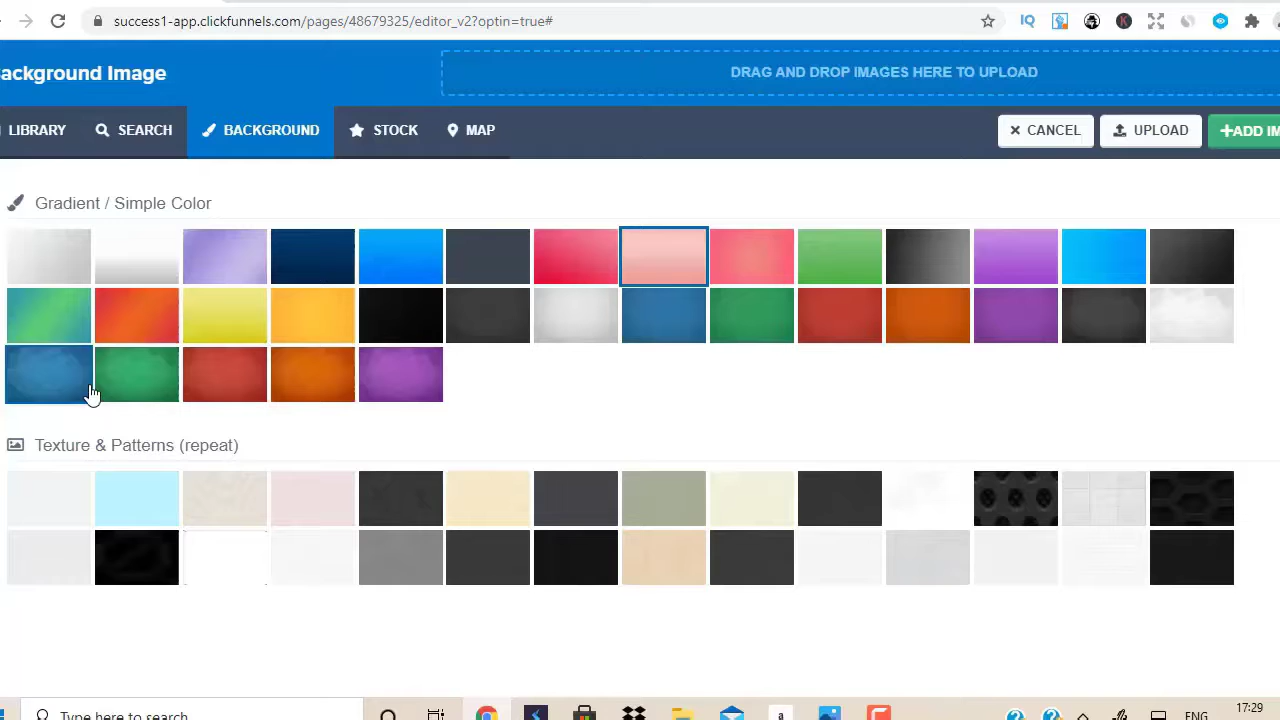 success1-app.clickfunnels.com/pages/48679325/editor_v2?optin=true#
IQ
K
ackground Image
DRAG AND DROP IMAGES HERE TO UPLOAD
LIBRARY
SEARCH
BACKGROUND
STOCK
MAP
× CANCEL
UPLOAD
+ADD IM
Gradient / Simple Color
Texture & Patterns (repeat)
Type here to search
a
ENG
17:29